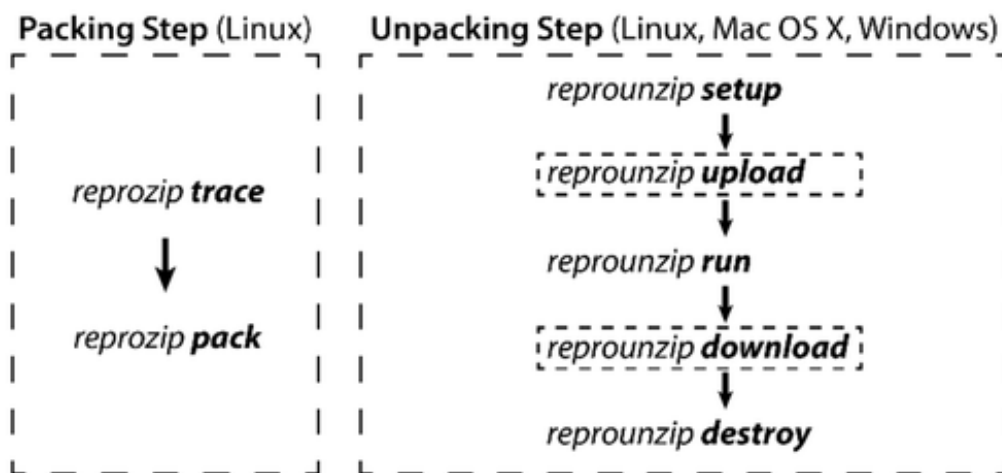 Packing Step (Linux)
reprozip trace
reprozip pack
Unpacking Step (Linux, Mac OS X, Windows)
reprounzip setup
reprounzip upload
reprounzip run
reprounzip download
reprounzip destroy